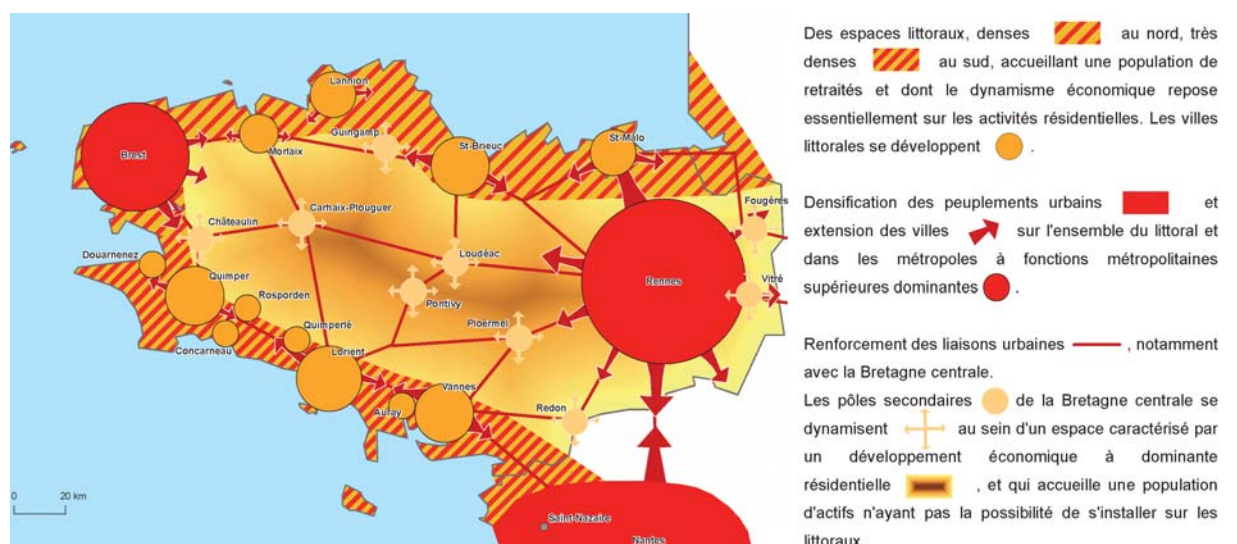 Lannion
Guingamp
Brest
Morlaix
St-Brieuc
St-Malo
Fougères
Châteaulin
Carhaix-Plouguer
Douarnenez
Loudéac
Quimper
Rosporden
Pontivy
Rennes
Vitré
Quimperlé
Ploërmel
Concarneau
Lorient
Vannes
Auray
Redon
0 20 km
Saint-Nazaire
Nantes
Des espaces littoraux, denses au nord, très
denses au sud, accueillant une population de
retraités et dont le dynamisme économique repose
essentiellement sur les activités résidentielles. Les villes
littorales se développent .
Densification des peuplements urbains et
extension des villes sur l'ensemble du littoral et
dans les métropoles à fonctions métropolitaines
supérieures dominantes .
Renforcement des liaisons urbaines , notamment
avec la Bretagne centrale.
Les pôles secondaires de la Bretagne centrale se
dynamisent au sein d'un espace caractérisé par
un développement économique à dominante
résidentielle , et qui accueille une population
d'actifs n'ayant pas la possibilité de s'installer sur les
littoraux.